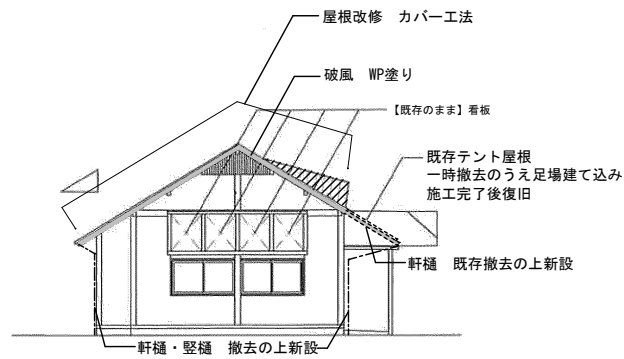 屋根改修　カバー工法
破風　WP塗り
【既存のまま】看板
既存テント屋根
一時撤去のうえ足場建て込み
施工完了後復旧
軒樋　既存撤去の上新設
軒樋・竪樋　撤去の上新設